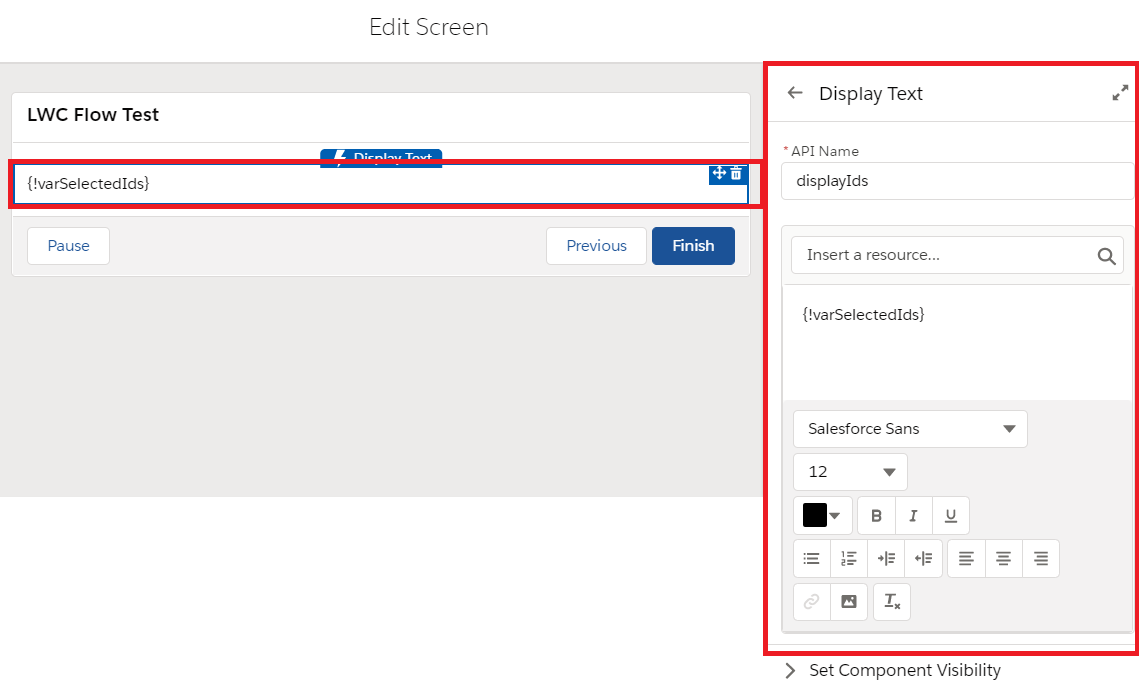 Edit Screen
LWC Flow Test
Display Text
{!varSelectedIds}
Pause
Previous
Finish
Display Text
* API Name
displayIds
Insert a resource...
{!varSelectedIds}
Salesforce Sans
12
B I U
Set Component Visibility